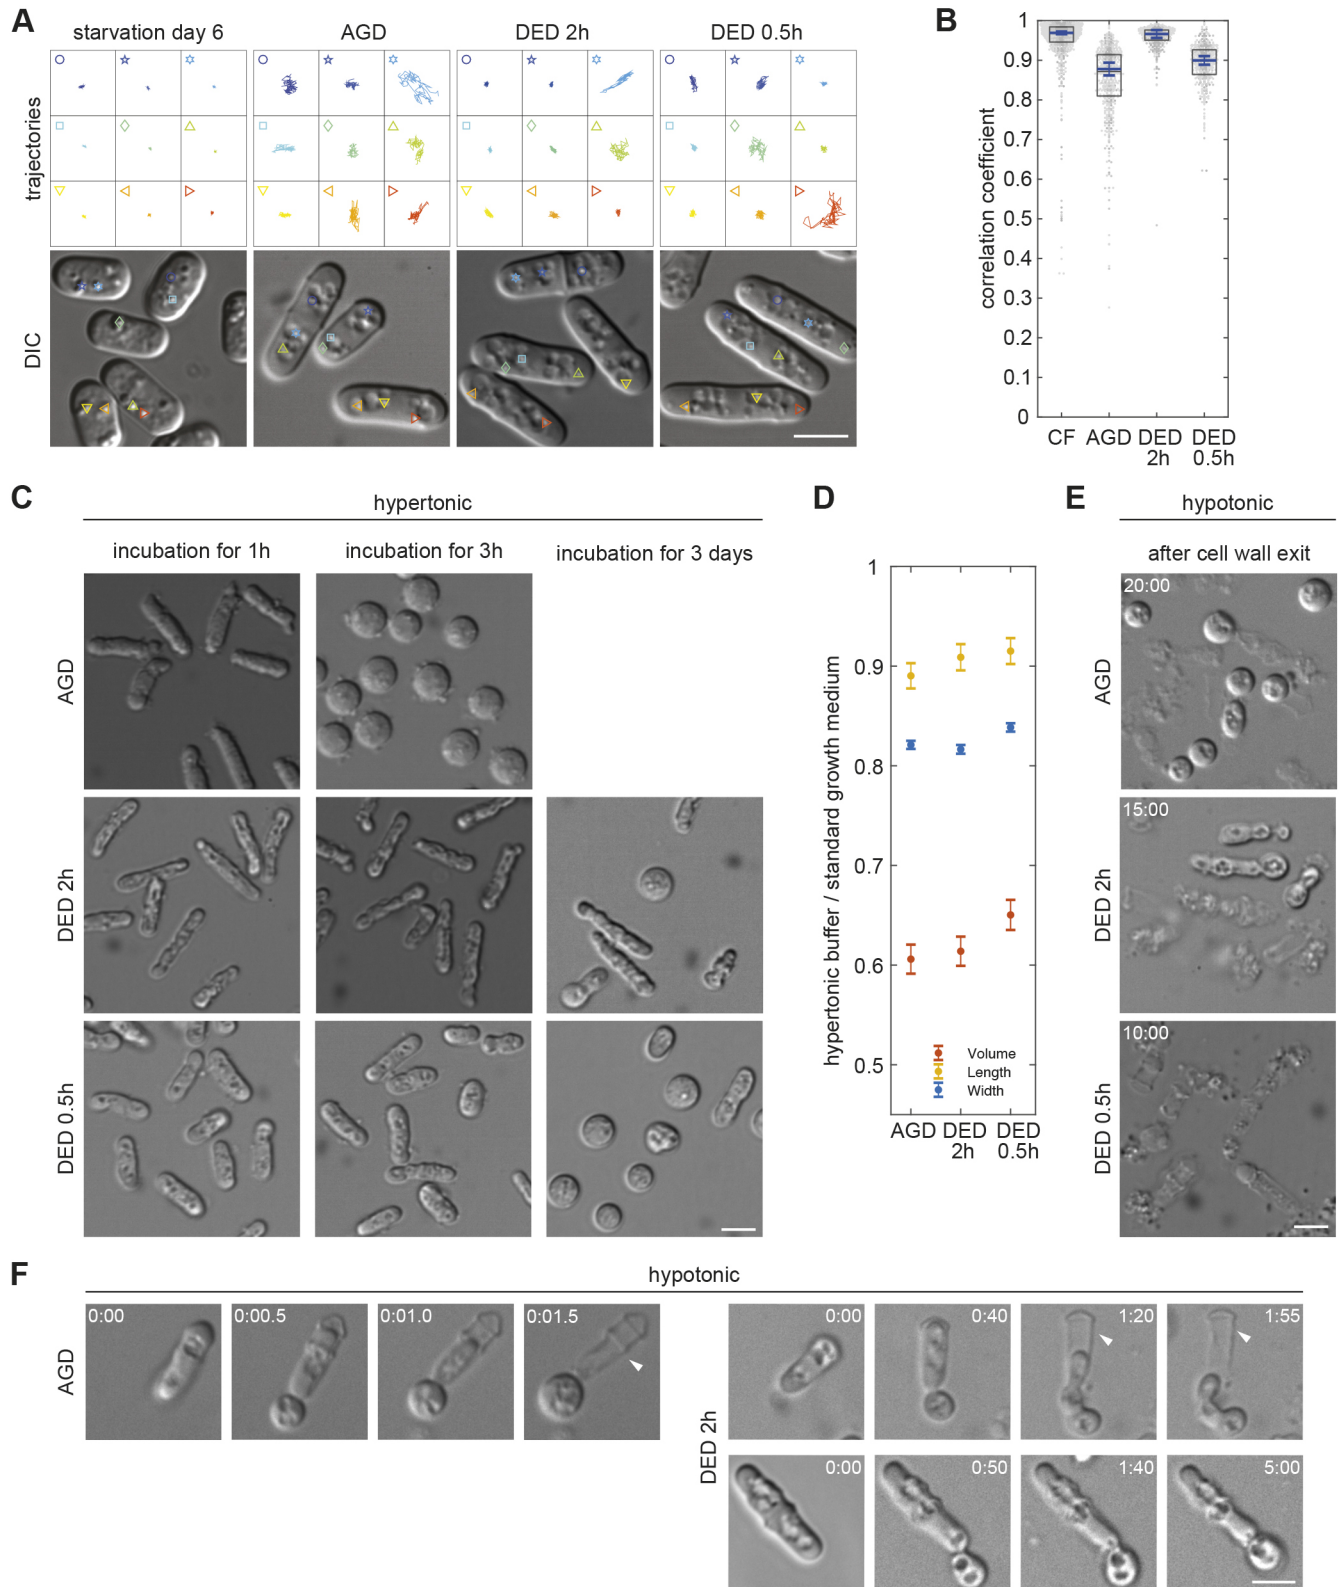 A
starvation day 6
AGD
DED 2h
DED 0.5h
trajectories
DIC
B
correlation coefficient
1
0.9
0.8
0.7
0.6
0.5
0.4
0.3
0.2
0.1
0
CF
AGD
DED
2h
DED
0.5h
C
hypertonic
incubation for 1h
incubation for 3h
incubation for 3 days
AGD
DED 2h
DED 0.5h
D
hypertonic buffer / standard growth medium
1
0.9
0.8
0.7
0.6
0.5
Volume
Length
Width
AGD
DED
2h
DED
0.5h
E
hypotonic
after cell wall exit
AGD
20:00
DED 2h
15:00
DED 0.5h
10:00
F
hypotonic
AGD
0:00
0:00.5
0:01.0
0:01.5
DED 2h
0:00
0:40
1:20
1:55
0:00
0:50
1:40
5:00